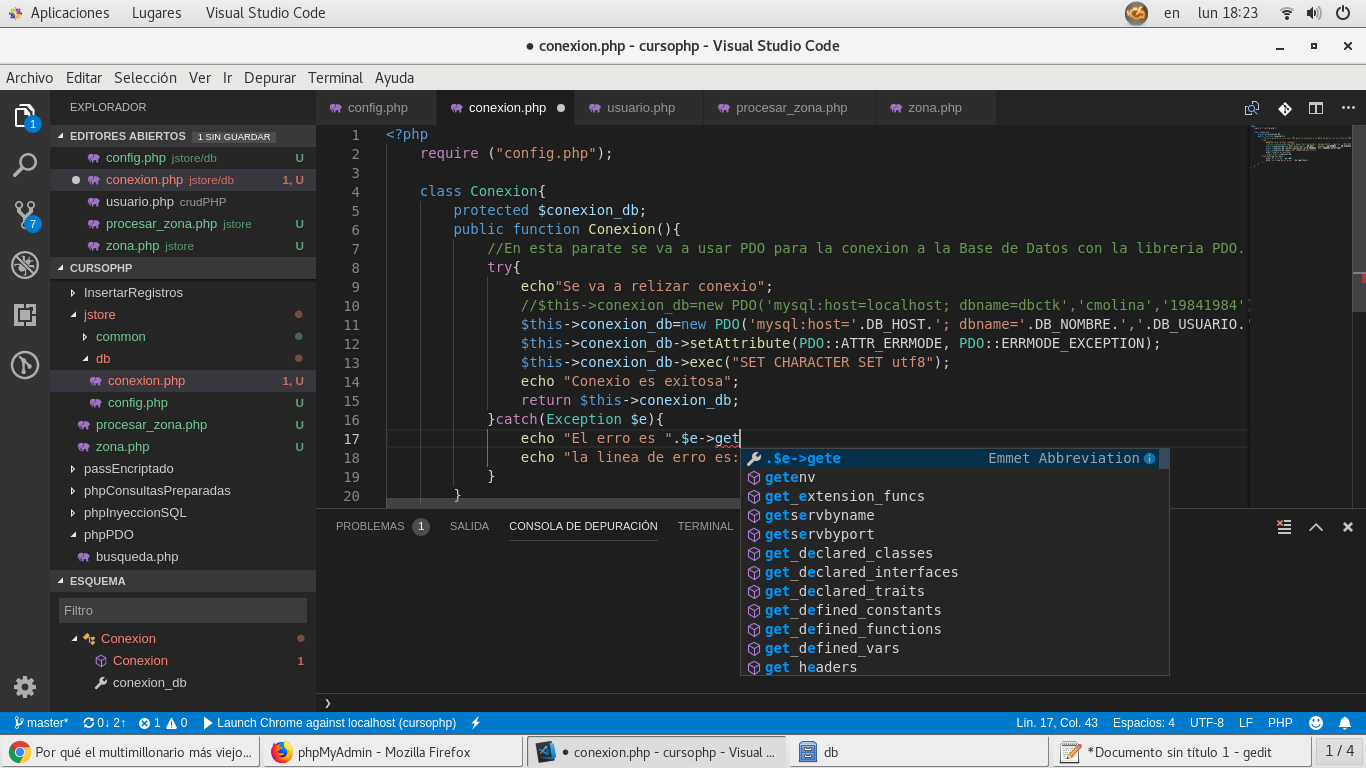 Aplicaciones Lugares Visual Studio Code en lun 18:23
● conexion.php - cursophp - Visual Studio Code
Archivo Editar Selección Ver Ir Depurar Terminal Ayuda
EXPLORADOR
EDITORES ABIERTOS 1 SIN GUARDAR
config.php jstore/db U
conexion.php jstore/db 1, U
usuario.php crudPHP
procesar_zona.php jstore U
zona.php jstore U
CURSOPHP
InsertarRegistros
jstore
common
db
conexion.php 1, U
config.php U
procesar_zona.php U
zona.php U
passEncriptado
phpConsultasPreparadas
phpInyeccionSQL
phpPDO
busqueda.php
ESQUEMA
Filtro
Conexion
Conexion 1
conexion_db
1
7
config.php conexion.php usuario.php procesar_zona.php zona.php
1 <?php
2 require ("config.php");
3
4 class Conexion{
5 protected $conexion_db;
6 public function Conexion(){
7 //En esta parate se va a usar PDO para la conexion a la Base de Datos con la libreria PDO.
8 try{
9 echo"Se va a relizar conexio";
10 //$this->conexion_db=new PDO('mysql:host=localhost; dbname=dbctk','cmolina','19841984')
11 $this->conexion_db=new PDO('mysql:host='.DB_HOST.'; dbname='.DB_NOMBRE.','.DB_USUARIO.'
12 $this->conexion_db->setAttribute(PDO::ATTR_ERRMODE, PDO::ERRMODE_EXCEPTION);
13 $this->conexion_db->exec("SET CHARACTER SET utf8");
14 echo "Conexio es exitosa";
15 return $this->conexion_db;
16 }catch(Exception $e){
17 echo "El erro es ".$e->get
18 echo "la linea de erro es:
19 }
20 }
.$e->gete Emmet Abbreviation
getenv
get_extension_funcs
getservbyname
getservbyport
get_declared_classes
get_declared_interfaces
get_declared_traits
get_defined_constants
get_defined_functions
get_defined_vars
get_headers
PROBLEMAS 1 SALIDA CONSOLA DE DEPURACIÓN TERMINAL
❯
master* 0↓ 2↑ 1 0 Launch Chrome against localhost (cursophp) Lín. 17, Col. 43 Espacios: 4 UTF-8 LF PHP
Por qué el multimillonario más viejo... phpMyAdmin - Mozilla Firefox ● conexion.php - cursophp - Visual ... db *Documento sin título 1 - gedit 1 / 4